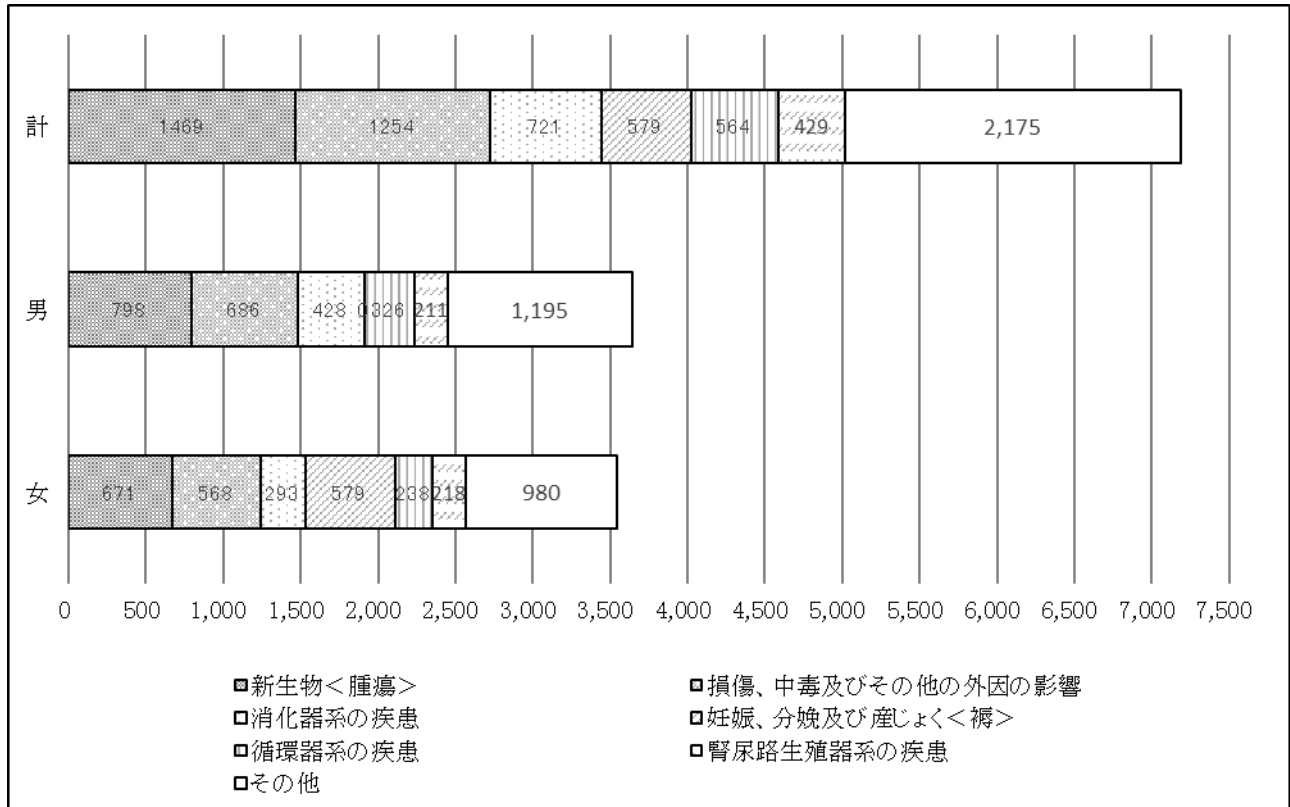 計
1469 1254 721 579 564 429 2,175
男
798 686 428 0 326 211 1,195
女
671 568 293 579 238 218 980
0 500 1,000 1,500 2,000 2,500 3,000 3,500 4,000 4,500 5,000 5,500 6,000 6,500 7,000 7,500
新生物<腫瘍> 損傷、中毒及びその他の外因の影響
消化器系の疾患 妊娠、分娩及び産じょく<褥>
循環器系の疾患 腎尿路生殖器系の疾患
その他